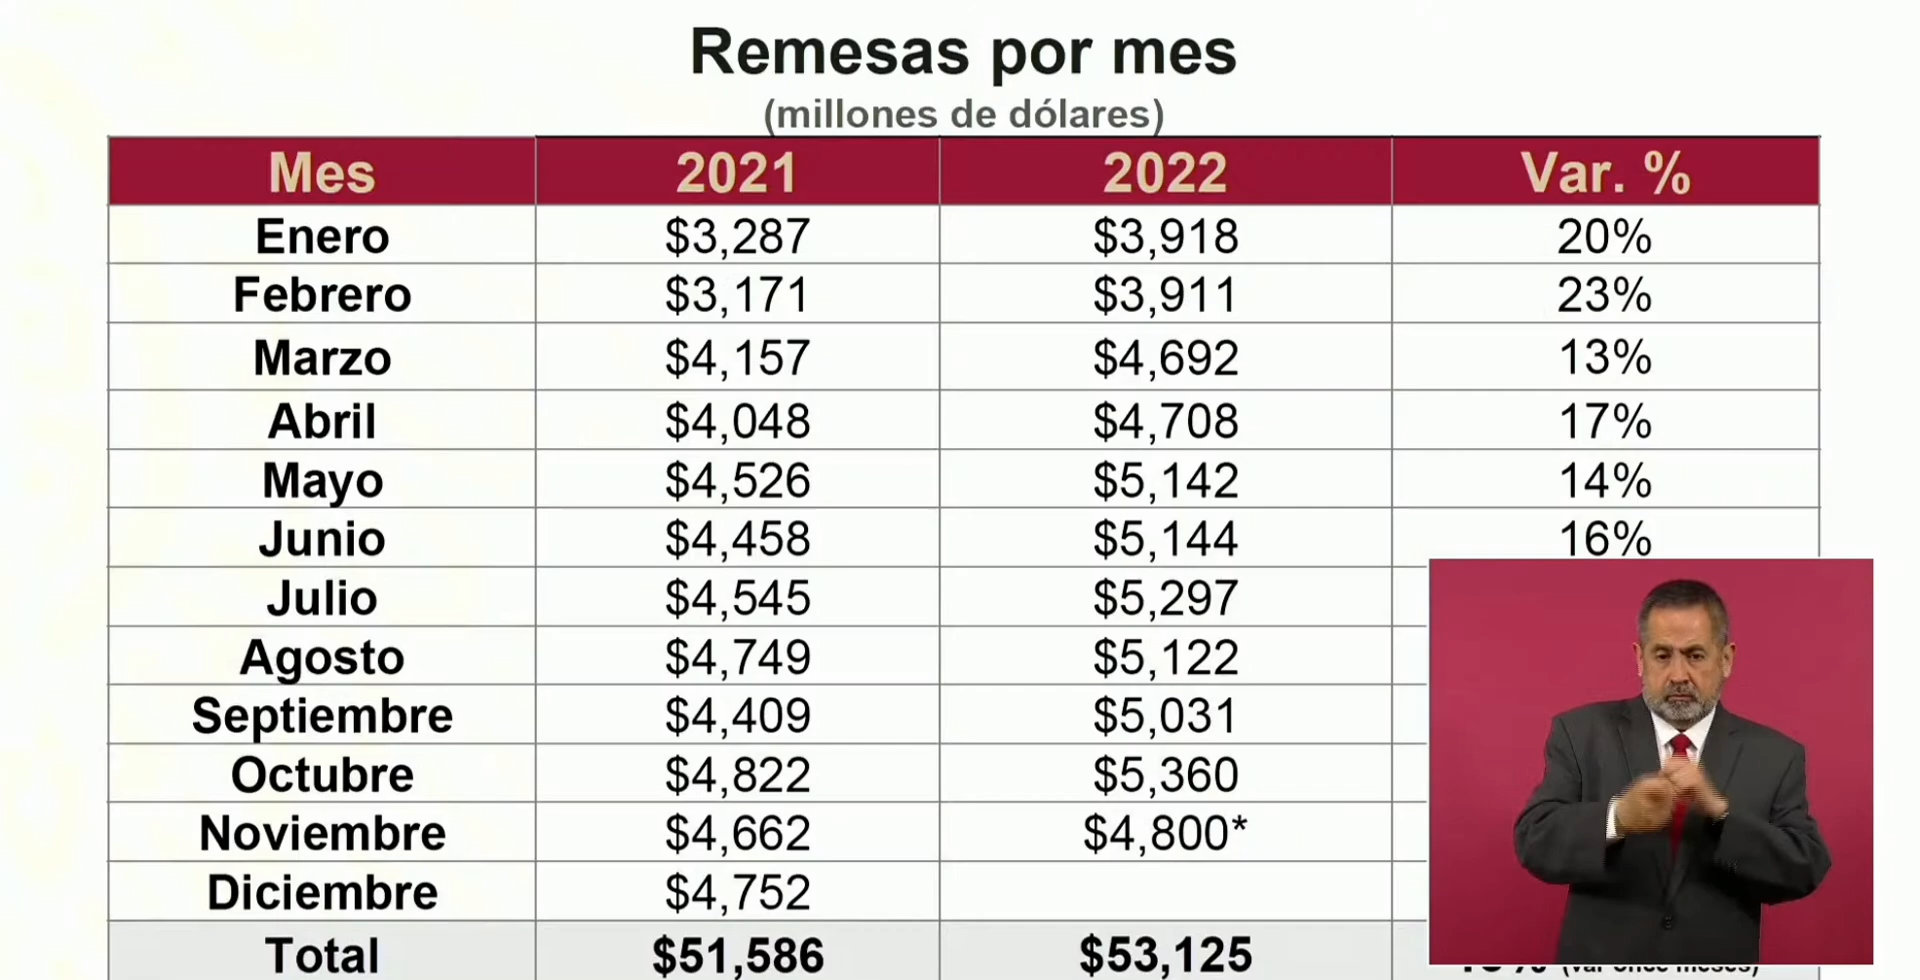 Remesas por mes
(millones de dólares)
Mes 2021 2022 Var. %
Enero $3,287 $3,918 20%
Febrero $3,171 $3,911 23%
Marzo $4,157 $4,692 13%
Abril $4,048 $4,708 17%
Mayo $4,526 $5,142 14%
Junio $4,458 $5,144 16%
Julio $4,545 $5,297
Agosto $4,749 $5,122
Septiembre $4,409 $5,031
Octubre $4,822 $5,360
Noviembre $4,662 $4,800*
Diciembre $4,752
Total $51,586 $53,125